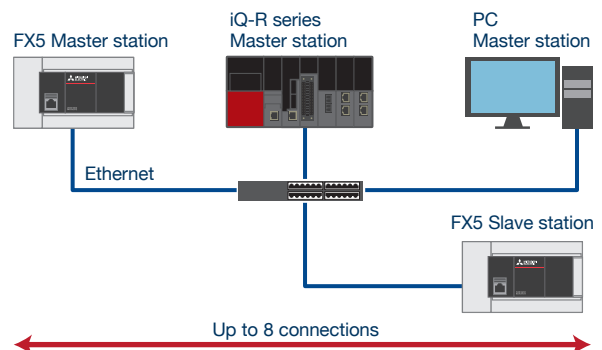 FX5 Master station
iQ-R series
Master station
PC
Master station
Ethernet
FX5 Slave station
Up to 8 connections